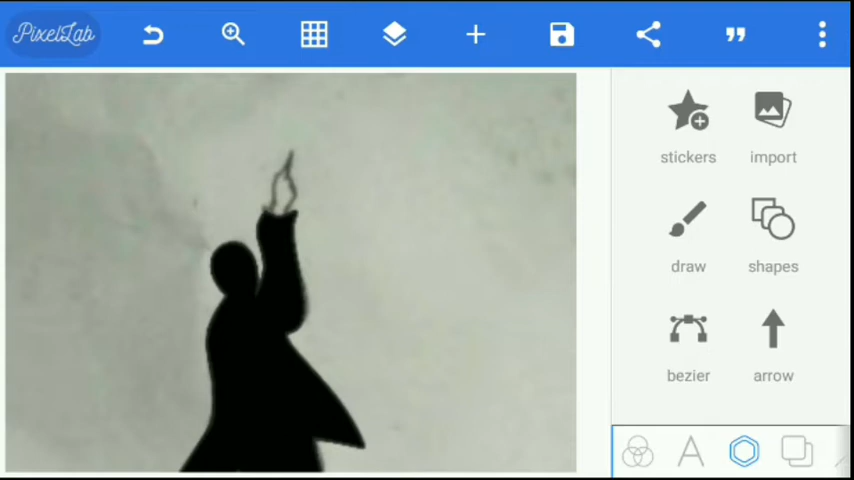 PixelLab
stickers
import
draw
shapes
bezier
arrow